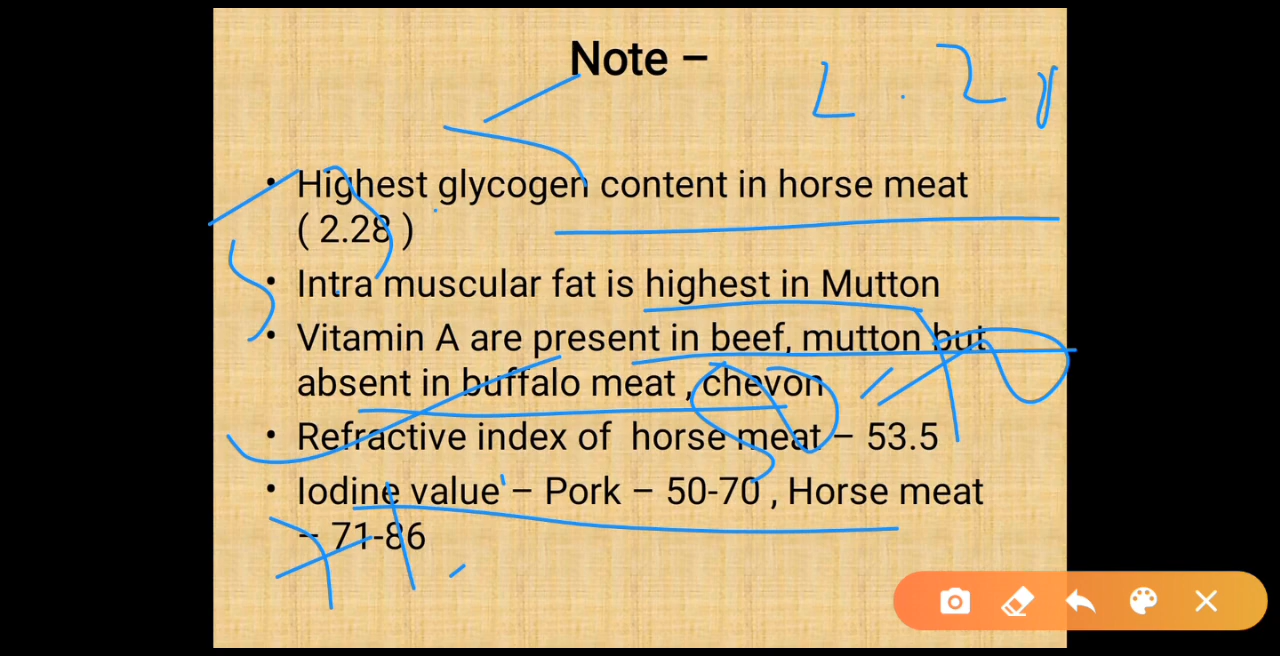 Note –
• Highest glycogen content in horse meat
( 2.28 )
• Intra muscular fat is highest in Mutton
• Vitamin A are present in beef, mutton but
absent in buffalo meat , chevon
• Refractive index of horse meat – 53.5
• Iodine value – Pork – 50-70 , Horse meat
– 71-86